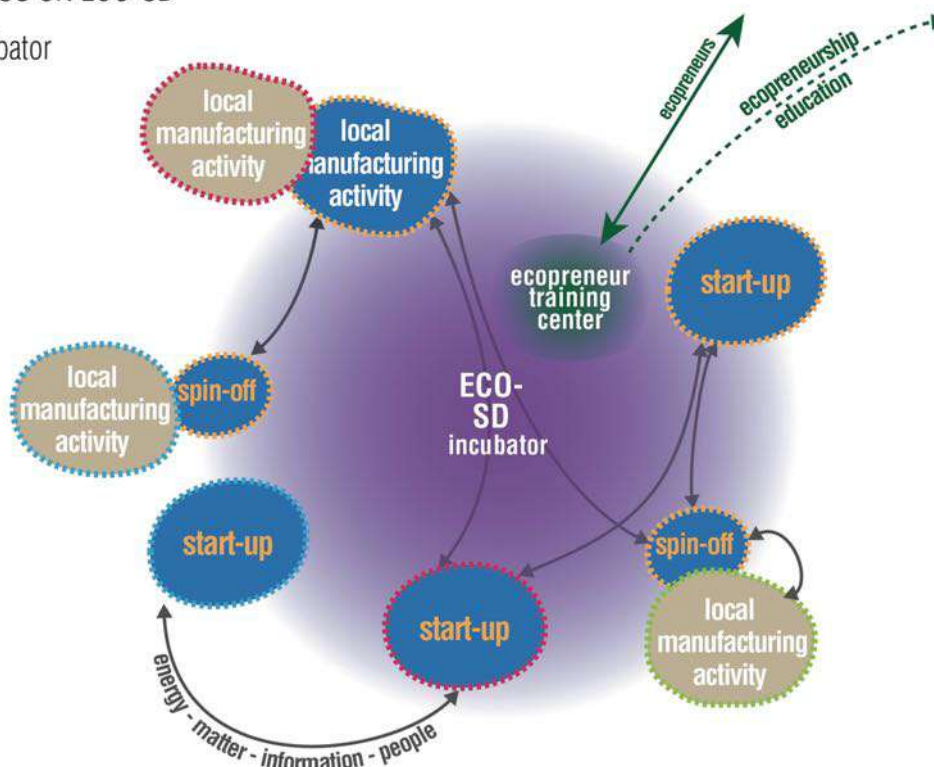 local
manufacturing
activity
local
manufacturing
activity
ecopreneurs
ecopreneurship
education
ecopreneur
training
center
start-up
local
manufacturing
activity
spin-off
ECO-
SD
incubator
start-up
start-up
spin-off
local
manufacturing
activity
energy - matter - information - people